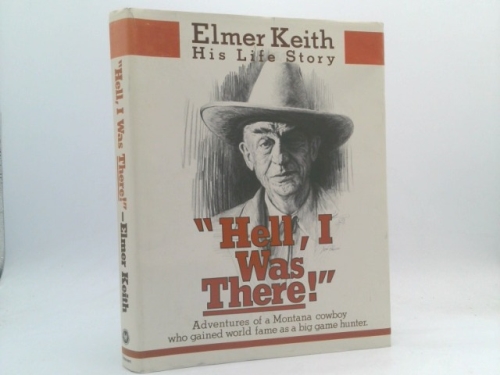 Elmer Keith
His Life Story
"Hell, I
Was
There!"
Adventures of a Montana cowboy
who gained world fame as a big game hunter.
"Hell, I Was There!"—Elmer Keith